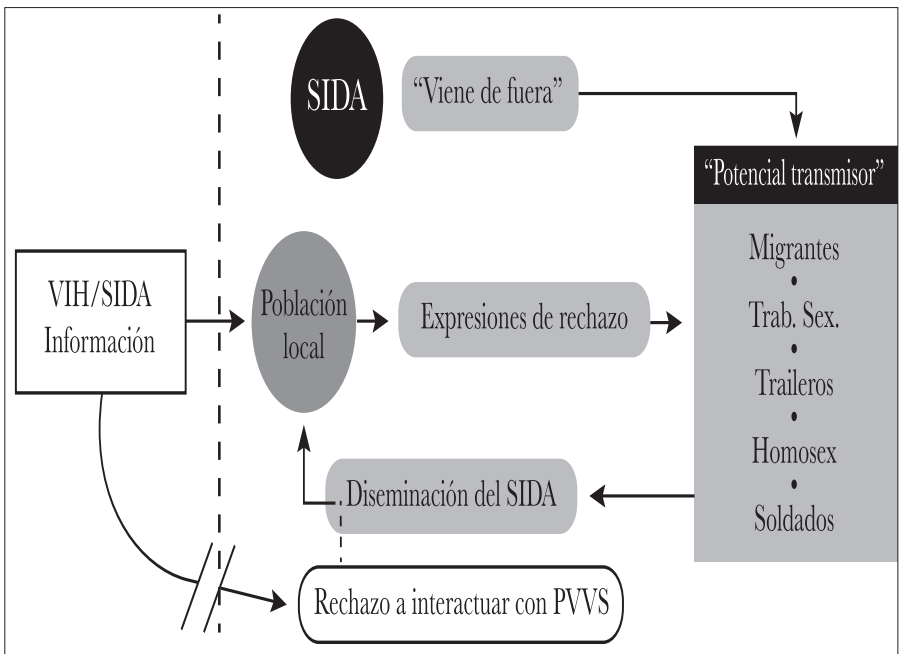 SIDA
“Viene de fuera”
“Potencial transmisor”
Migrantes
•
Trab. Sex.
•
Traileros
•
Homosex
•
Soldados
VIH/SIDA
Información
Población
local
Expresiones de rechazo
Diseminación del SIDA
Rechazo a interactuar con PVVS